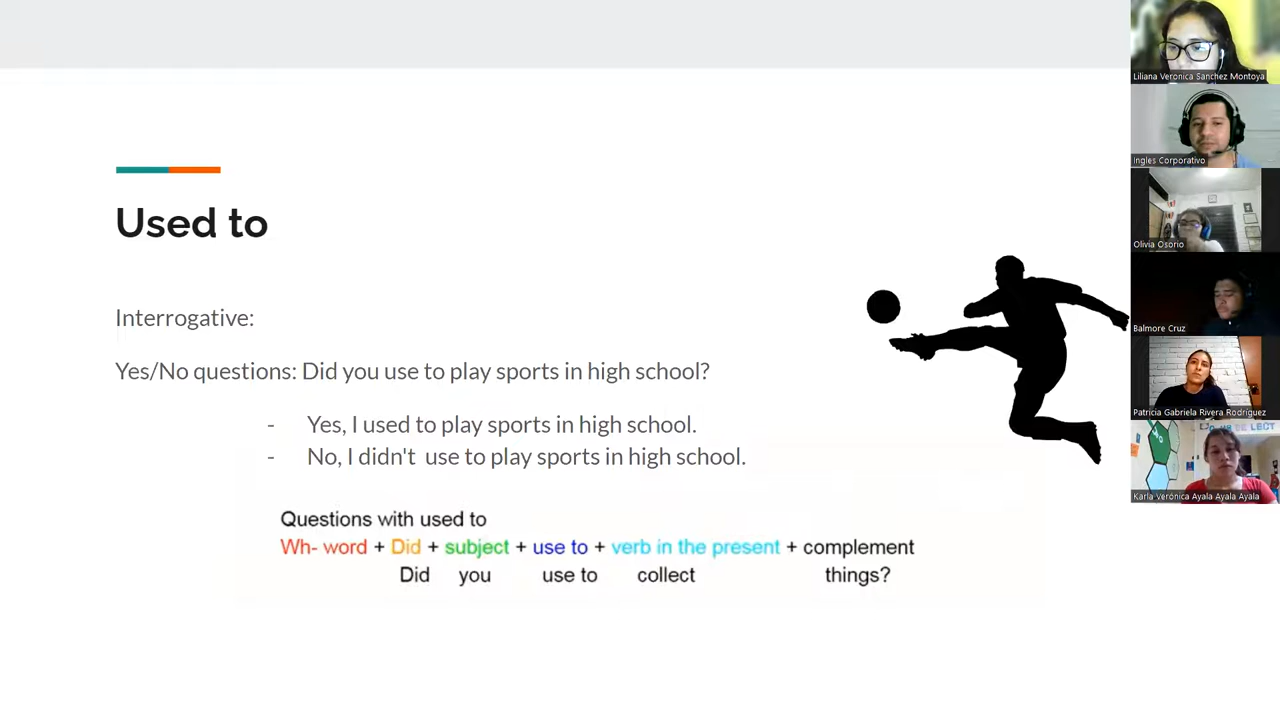 Used to
Interrogative:
Yes/No questions: Did you use to play sports in high school?
- Yes, I used to play sports in high school.
- No, I didn't  use to play sports in high school.
Questions with used to
Wh- word + Did + subject + use to + verb in the present + complement
Did you use to collect things?
Liliana Veronica Sanchez Montoya
Ingles Corporativo
Olivia Osorio
Balmore Cruz
Patricia Gabriela Rivera Rodriguez
Karla Verónica Ayala Ayala Ayala